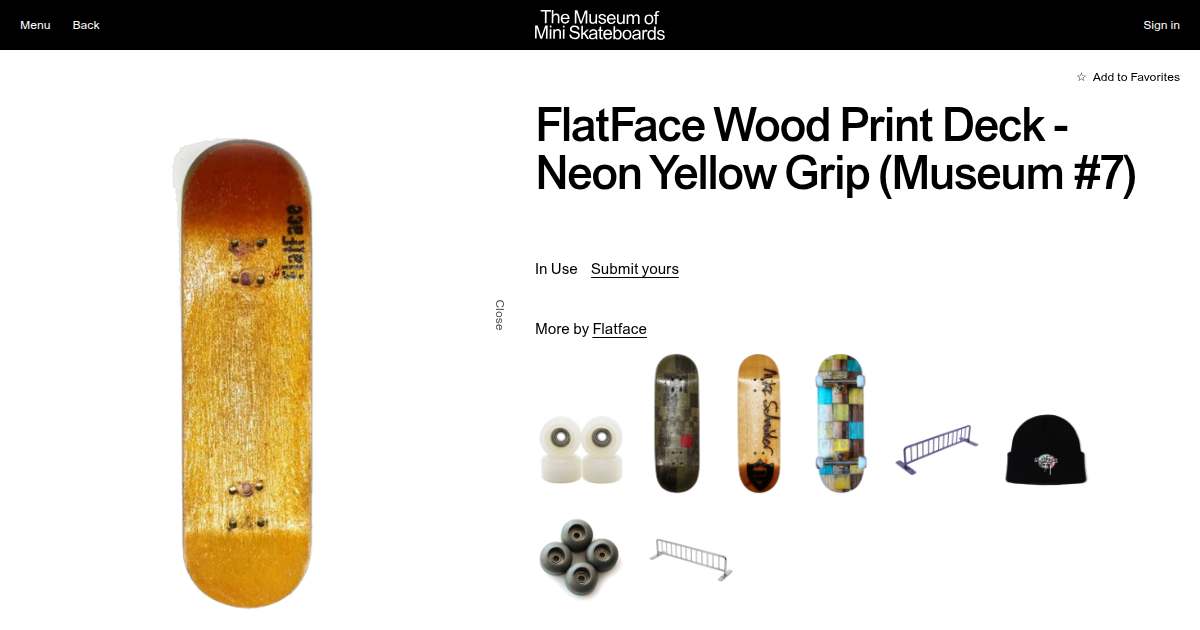 Menu
Back
The Museum of
Mini Skateboards
Sign in
☆ Add to Favorites
FlatFace Wood Print Deck -
Neon Yellow Grip (Museum #7)
FlatFace
In Use
Submit yours
Close
More by Flatface